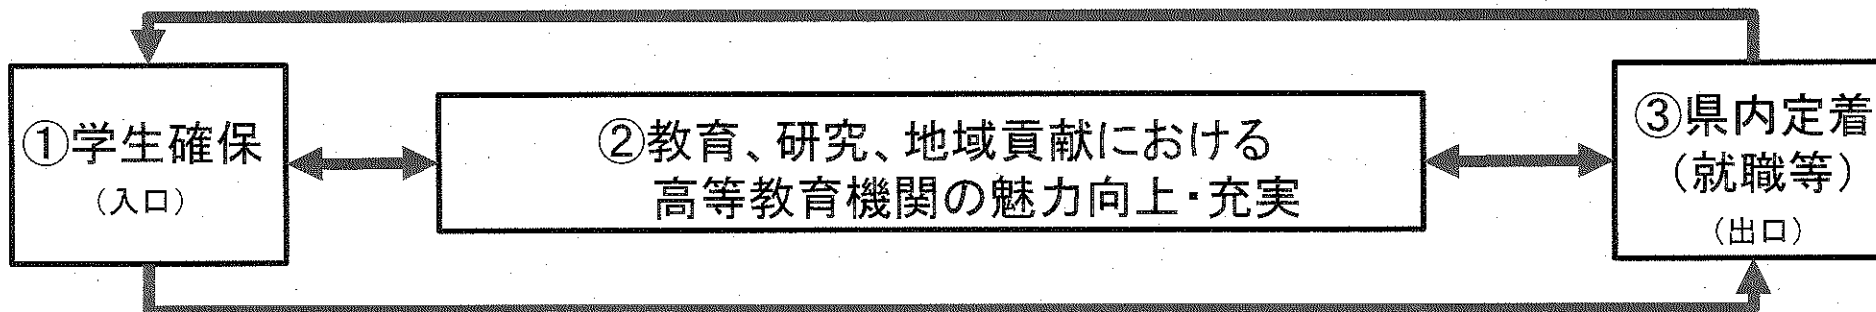 ①学生確保
（入口）
②教育、研究、地域貢献における
高等教育機関の魅力向上・充実
③県内定着
（就職等）
（出口）